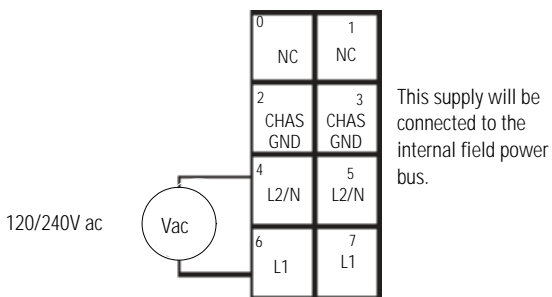 0
1
NC
NC
2
3
CHAS
GND
CHAS
GND
This supply will be
connected to the
internal field power
bus.
4
5
L2/N
L2/N
120/240V ac
Vac
6
7
L1
L1